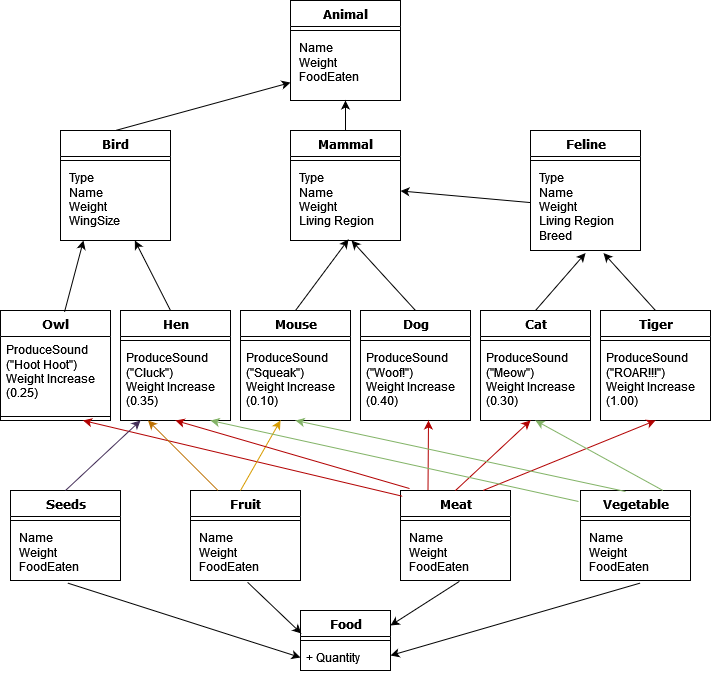 Animal
Name
Weight
FoodEaten
Bird
Type
Name
Weight
WingSize
Mammal
Type
Name
Weight
Living Region
Feline
Type
Name
Weight
Living Region
Breed
Owl
ProduceSound
("Hoot Hoot")
Weight Increase
(0.25)
Hen
ProduceSound
("Cluck")
Weight Increase
(0.35)
Mouse
ProduceSound
("Squeak")
Weight Increase
(0.10)
Dog
ProduceSound
("Woof!")
Weight Increase
(0.40)
Cat
ProduceSound
("Meow")
Weight Increase
(0.30)
Tiger
ProduceSound
("ROAR!!!")
Weight Increase
(1.00)
Seeds
Name
Weight
FoodEaten
Fruit
Name
Weight
FoodEaten
Meat
Name
Weight
FoodEaten
Vegetable
Name
Weight
FoodEaten
Food
+ Quantity